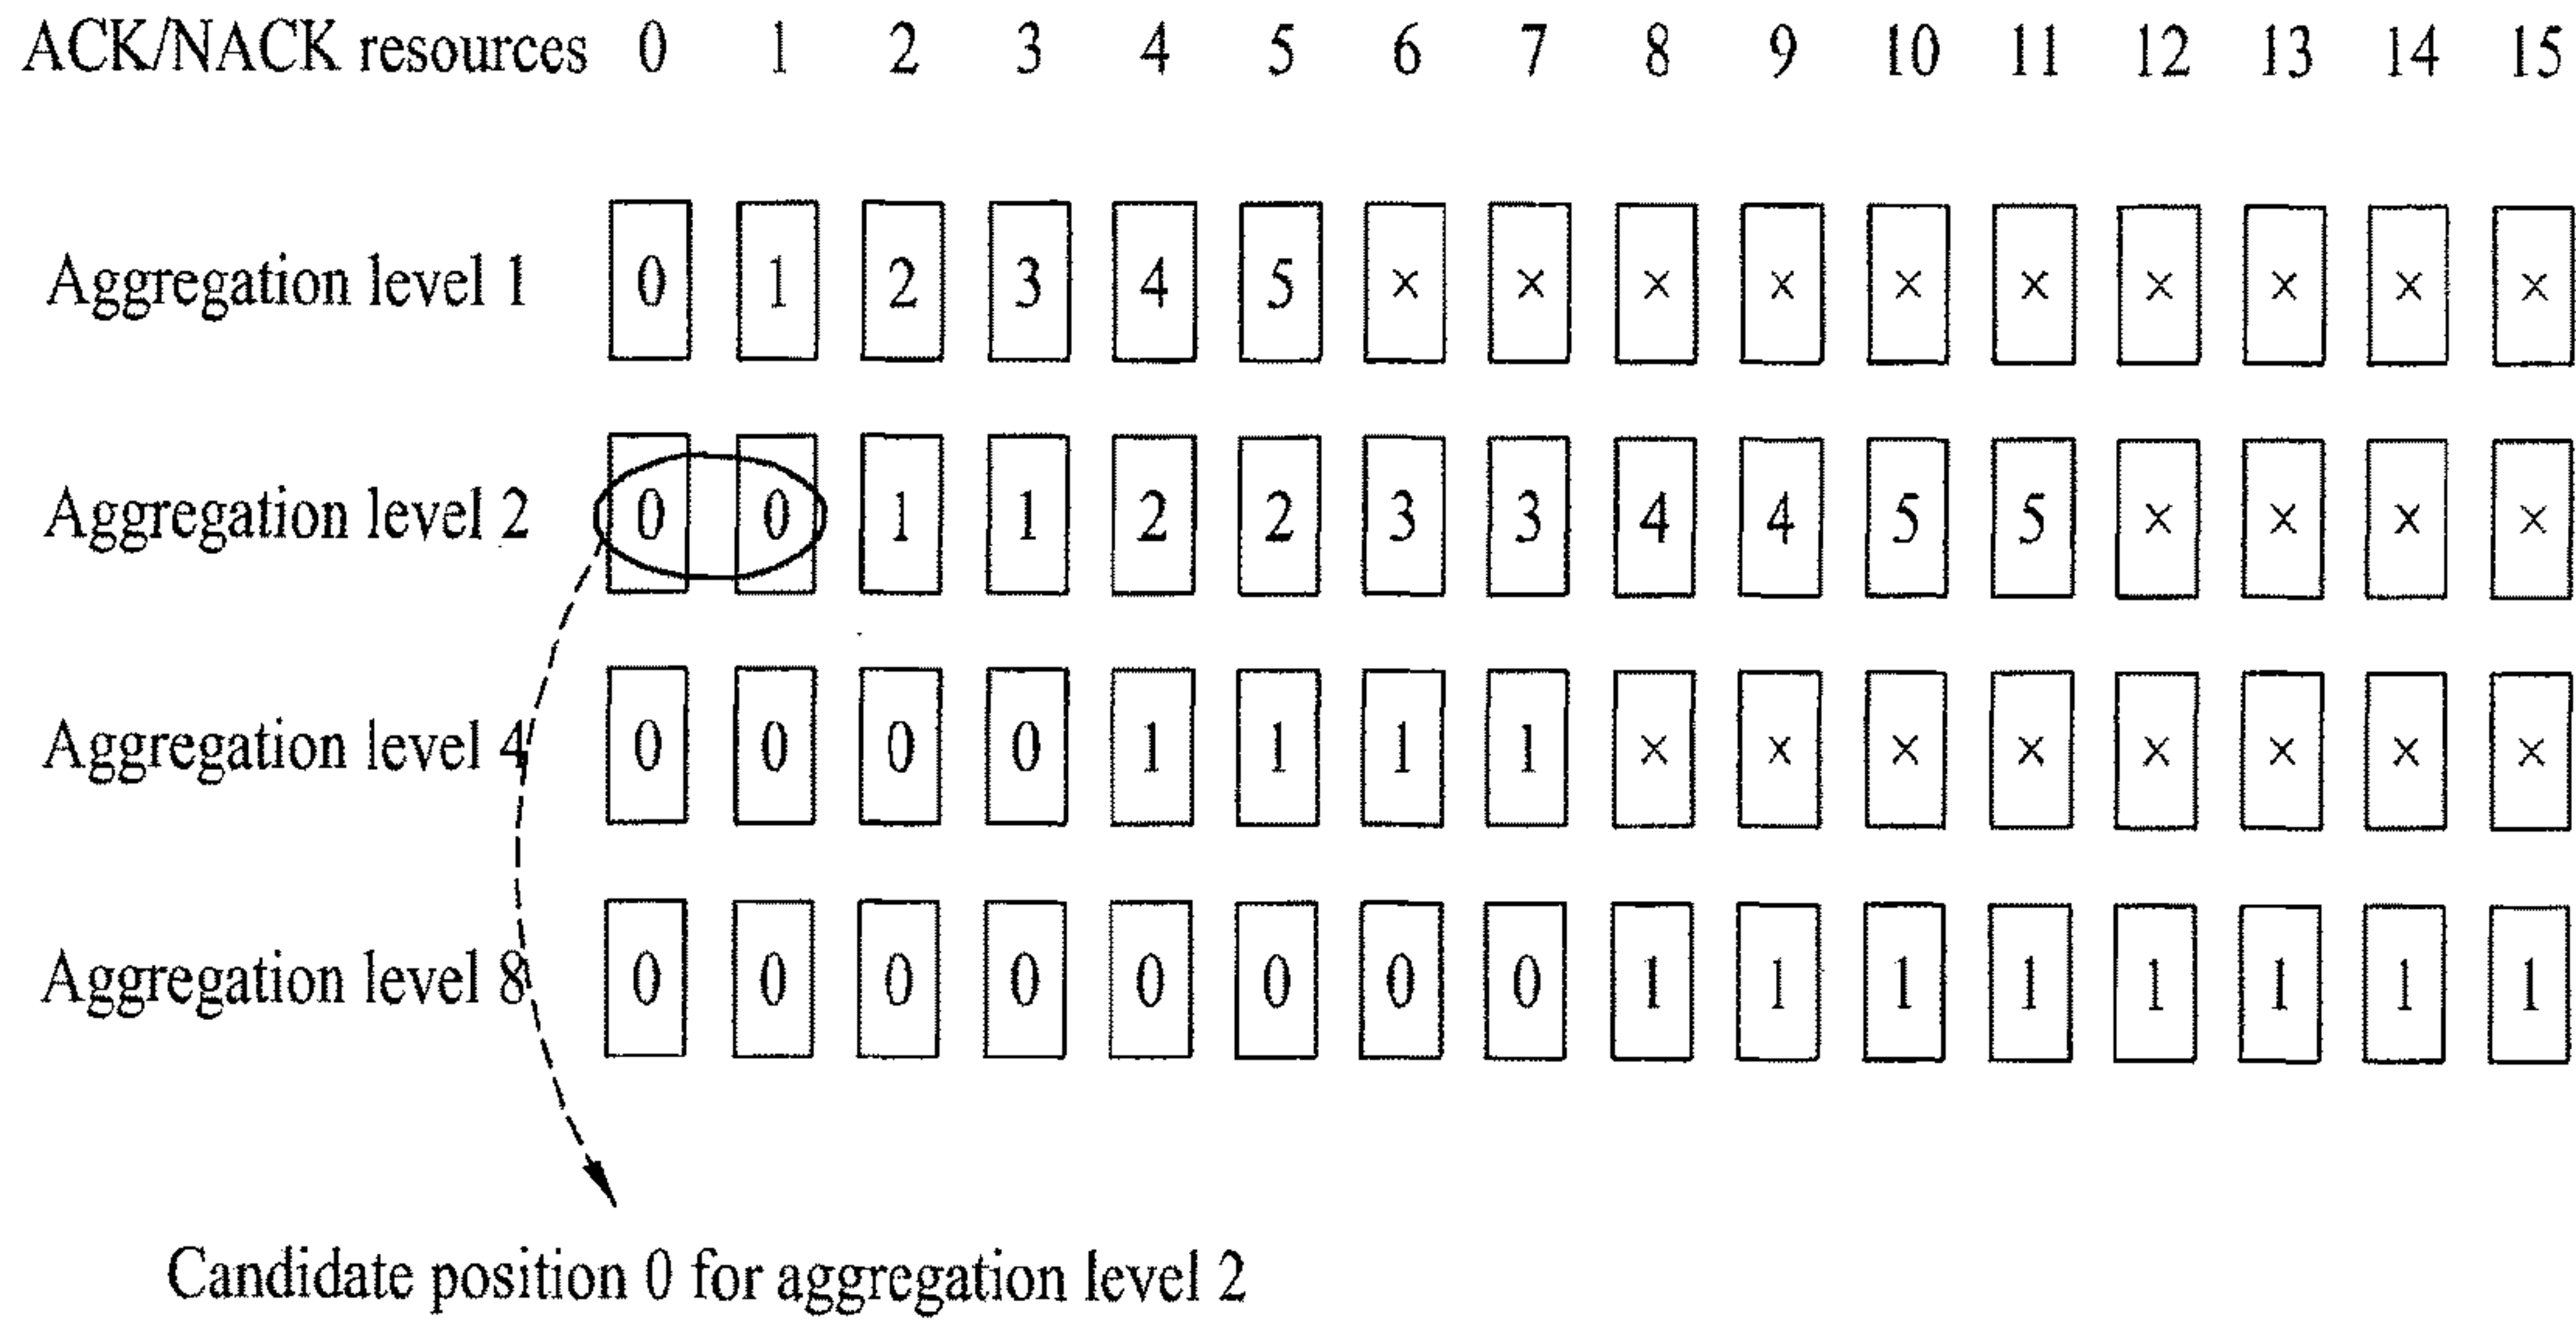 ACK/NACK resources 0 1 2 3 4 5 6 7 8 9 10 11 12 13 14 15
Aggregation level 1 0 1 2 3 4 5 × × × × × × × × × ×
Aggregation level 2 0 0 1 1 2 2 3 3 4 4 5 5 × × × ×
Aggregation level 4 0 0 0 0 1 1 1 1 × × × × × × × ×
Aggregation level 8 0 0 0 0 0 0 0 0 1 1 1 1 1 1 1 1
Candidate position 0 for aggregation level 2